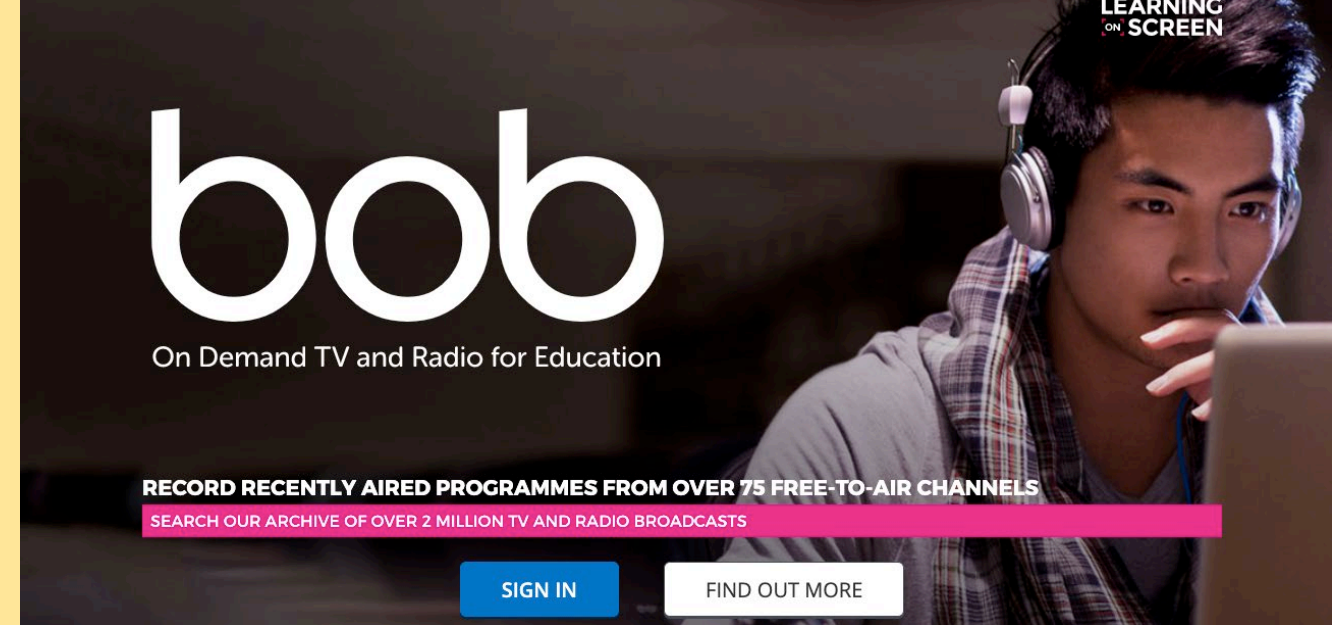 LEARNING
ON SCREEN
bob
On Demand TV and Radio for Education
RECORD RECENTLY AIRED PROGRAMMES FROM OVER 75 FREE-TO-AIR CHANNELS
SEARCH OUR ARCHIVE OF OVER 2 MILLION TV AND RADIO BROADCASTS
SIGN IN
FIND OUT MORE